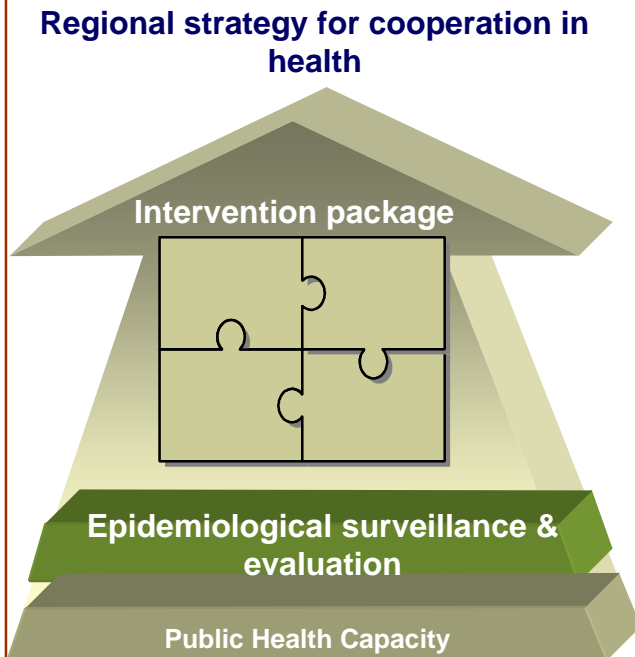 Regional strategy for cooperation in
health
Intervention package
Epidemiological surveillance &
evaluation
Public Health Capacity